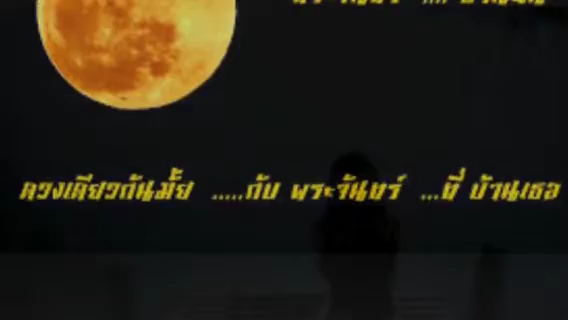 ดวงเดียวกันมั้ย .....กับ พระจันทร์ ...ที่ บ้านเธอ